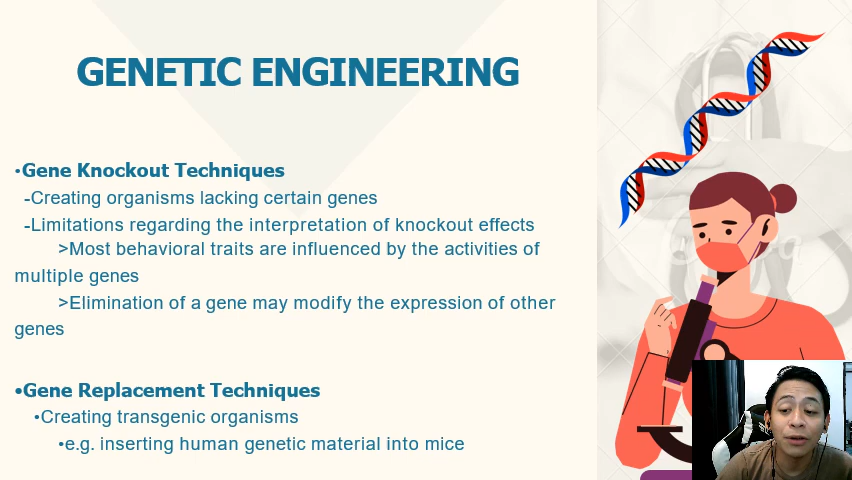 GENETIC ENGINEERING
•Gene Knockout Techniques
-Creating organisms lacking certain genes
-Limitations regarding the interpretation of knockout effects
>Most behavioral traits are influenced by the activities of
multiple genes
>Elimination of a gene may modify the expression of other
genes
•Gene Replacement Techniques
•Creating transgenic organisms
•e.g. inserting human genetic material into mice